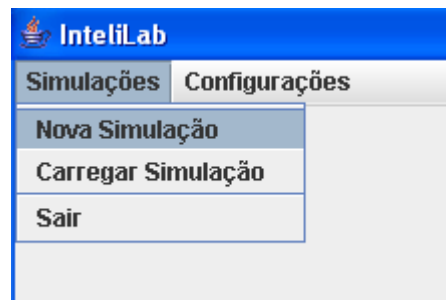 InteliLab
Simulações Configurações
Nova Simulação
Carregar Simulação
Sair